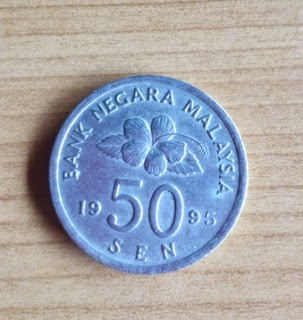 BANK NEGARA MALAYSIA
19 50 95
SEN